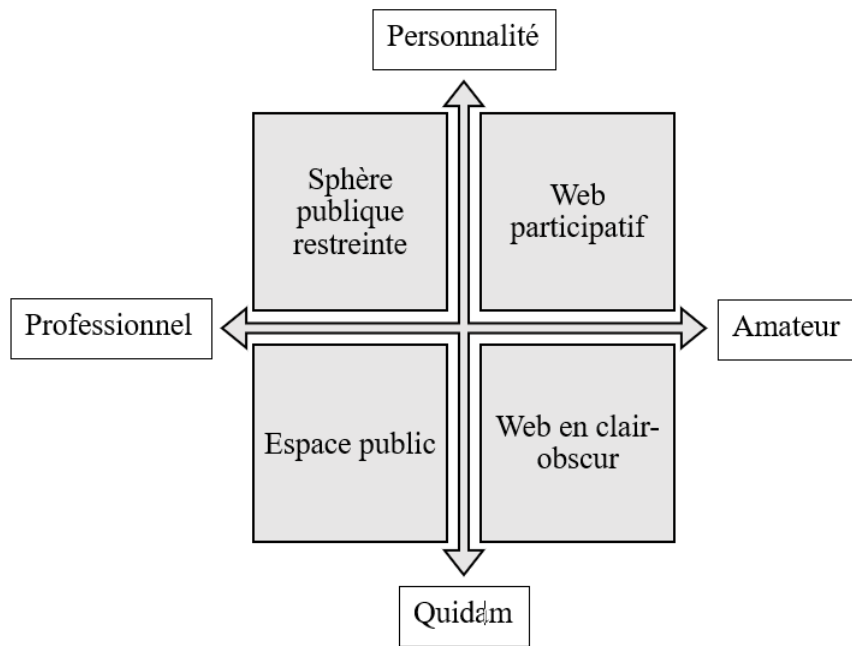 Personnalité
Sphère
publique
restreinte
Web
participatif
Professionnel
Amateur
Espace public
Web en clair-
obscur
Quidam